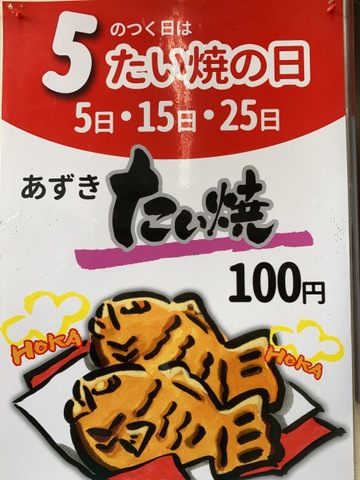 5のつく日は
たい焼の日
5日・15日・25日
あずき
たい焼
100円
HOKA
HOKA